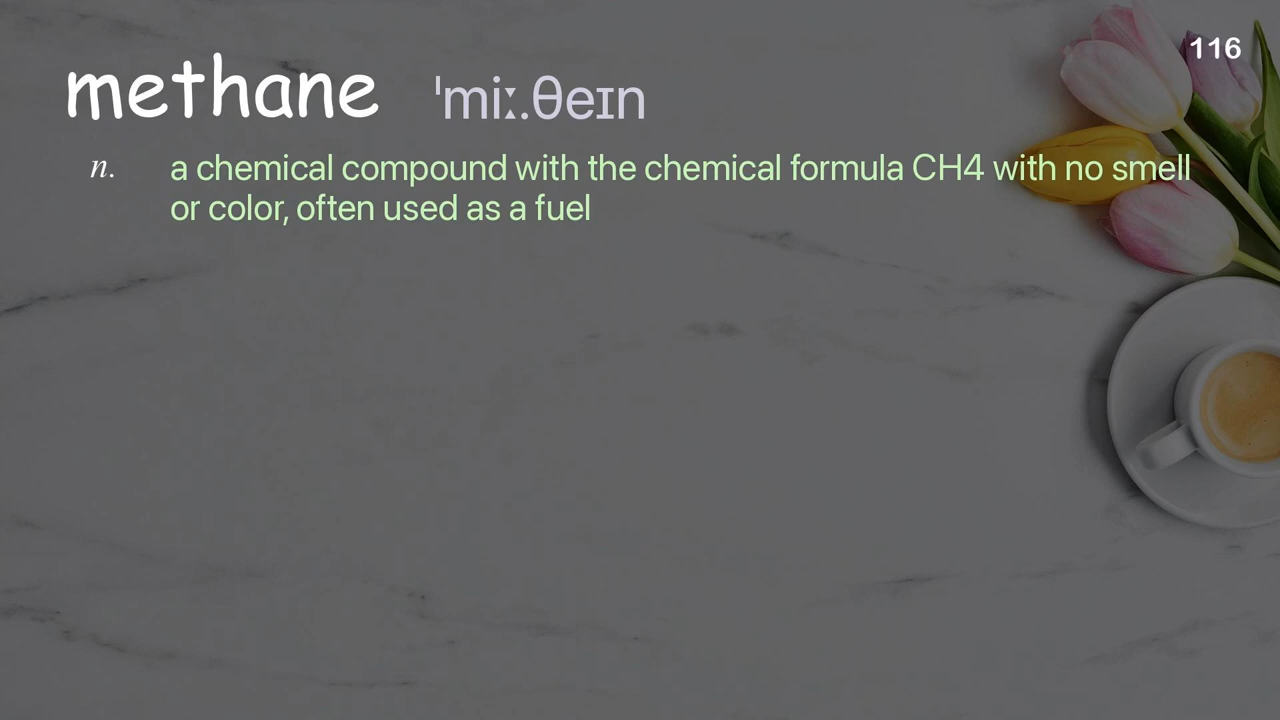 116
methane ˈmiː.θeɪn
n. a chemical compound with the chemical formula CH4 with no smell
or color, often used as a fuel